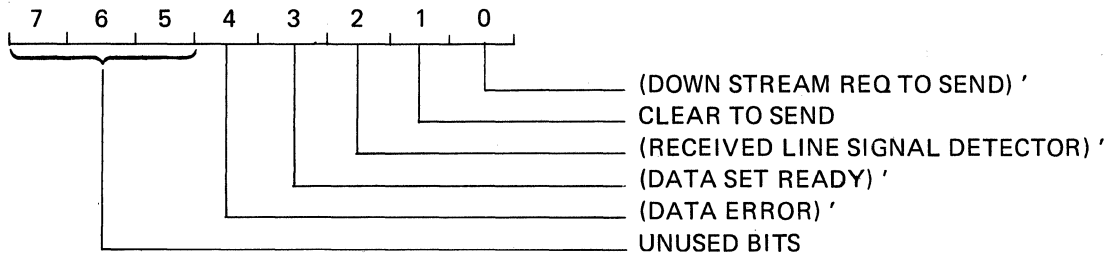 7 6 5 4 3 2 1 0
(DOWN STREAM REQ TO SEND) '
CLEAR TO SEND
(RECEIVED LINE SIGNAL DETECTOR) '
(DATA SET READY) '
(DATA ERROR) '
UNUSED BITS